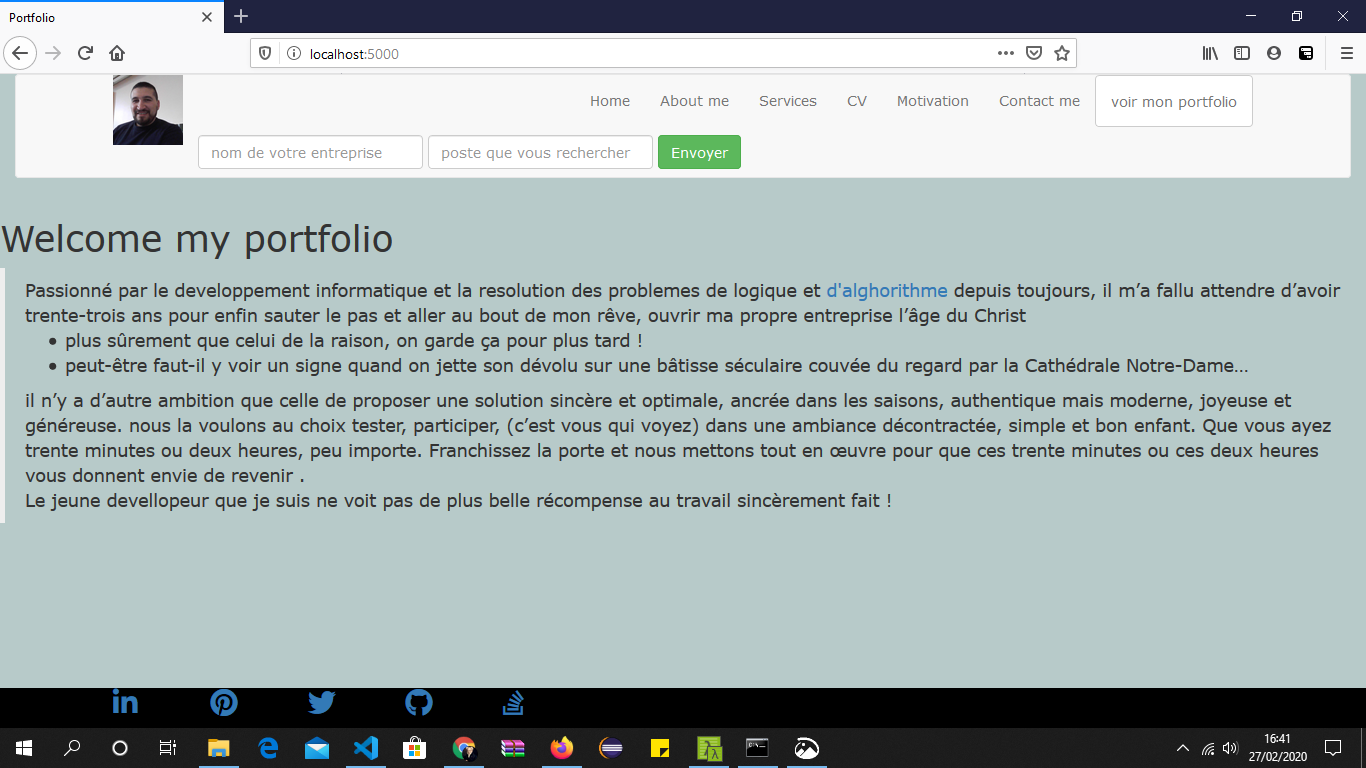 Portfolio
localhost:5000
Home About me Services CV Motivation Contact me voir mon portfolio
nom de votre entreprise poste que vous rechercher Envoyer
Welcome my portfolio
Passionné par le developpement informatique et la resolution des problemes de logique et d'alghorithme depuis toujours, il m’a fallu attendre d’avoir
trente-trois ans pour enfin sauter le pas et aller au bout de mon rêve, ouvrir ma propre entreprise l’âge du Christ
• plus sûrement que celui de la raison, on garde ça pour plus tard !
• peut-être faut-il y voir un signe quand on jette son dévolu sur une bâtisse séculaire couvée du regard par la Cathédrale Notre-Dame…
il n’y a d’autre ambition que celle de proposer une solution sincère et optimale, ancrée dans les saisons, authentique mais moderne, joyeuse et
généreuse. nous la voulons au choix tester, participer, (c’est vous qui voyez) dans une ambiance décontractée, simple et bon enfant. Que vous ayez
trente minutes ou deux heures, peu importe. Franchissez la porte et nous mettons tout en œuvre pour que ces trente minutes ou ces deux heures
vous donnent envie de revenir .
Le jeune devellopeur que je suis ne voit pas de plus belle récompense au travail sincèrement fait !
in
16:41
27/02/2020